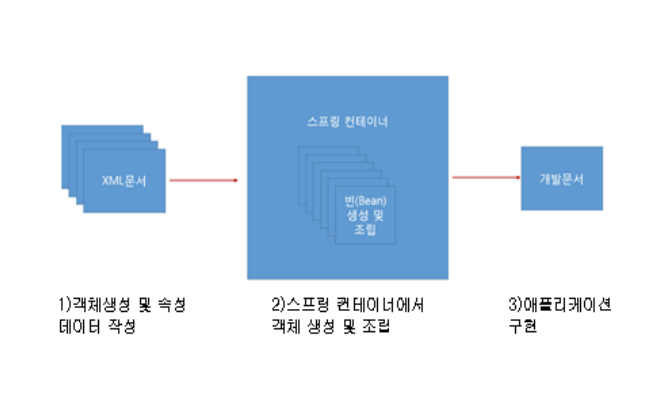 스프링 컨테이너
XML문서
빈(Bean)
생성 및
조립
개발문서
1)객체생성 및 속성
데이터 작성
2)스프링 컨테이너에서
객체 생성 및 조립
3)애플리케이션
구현